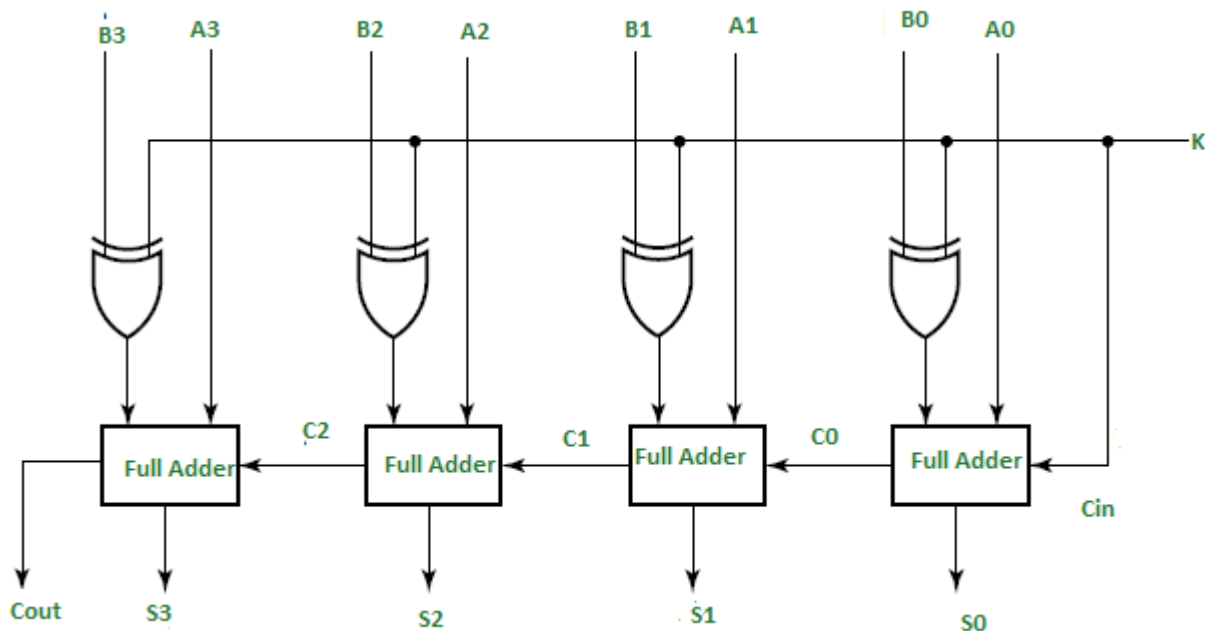 B3 A3 B2 A2 B1 A1 B0 A0
K
Full Adder C2 Full Adder C1 Full Adder C0 Full Adder
Cin
Cout S3 S2 S1 S0